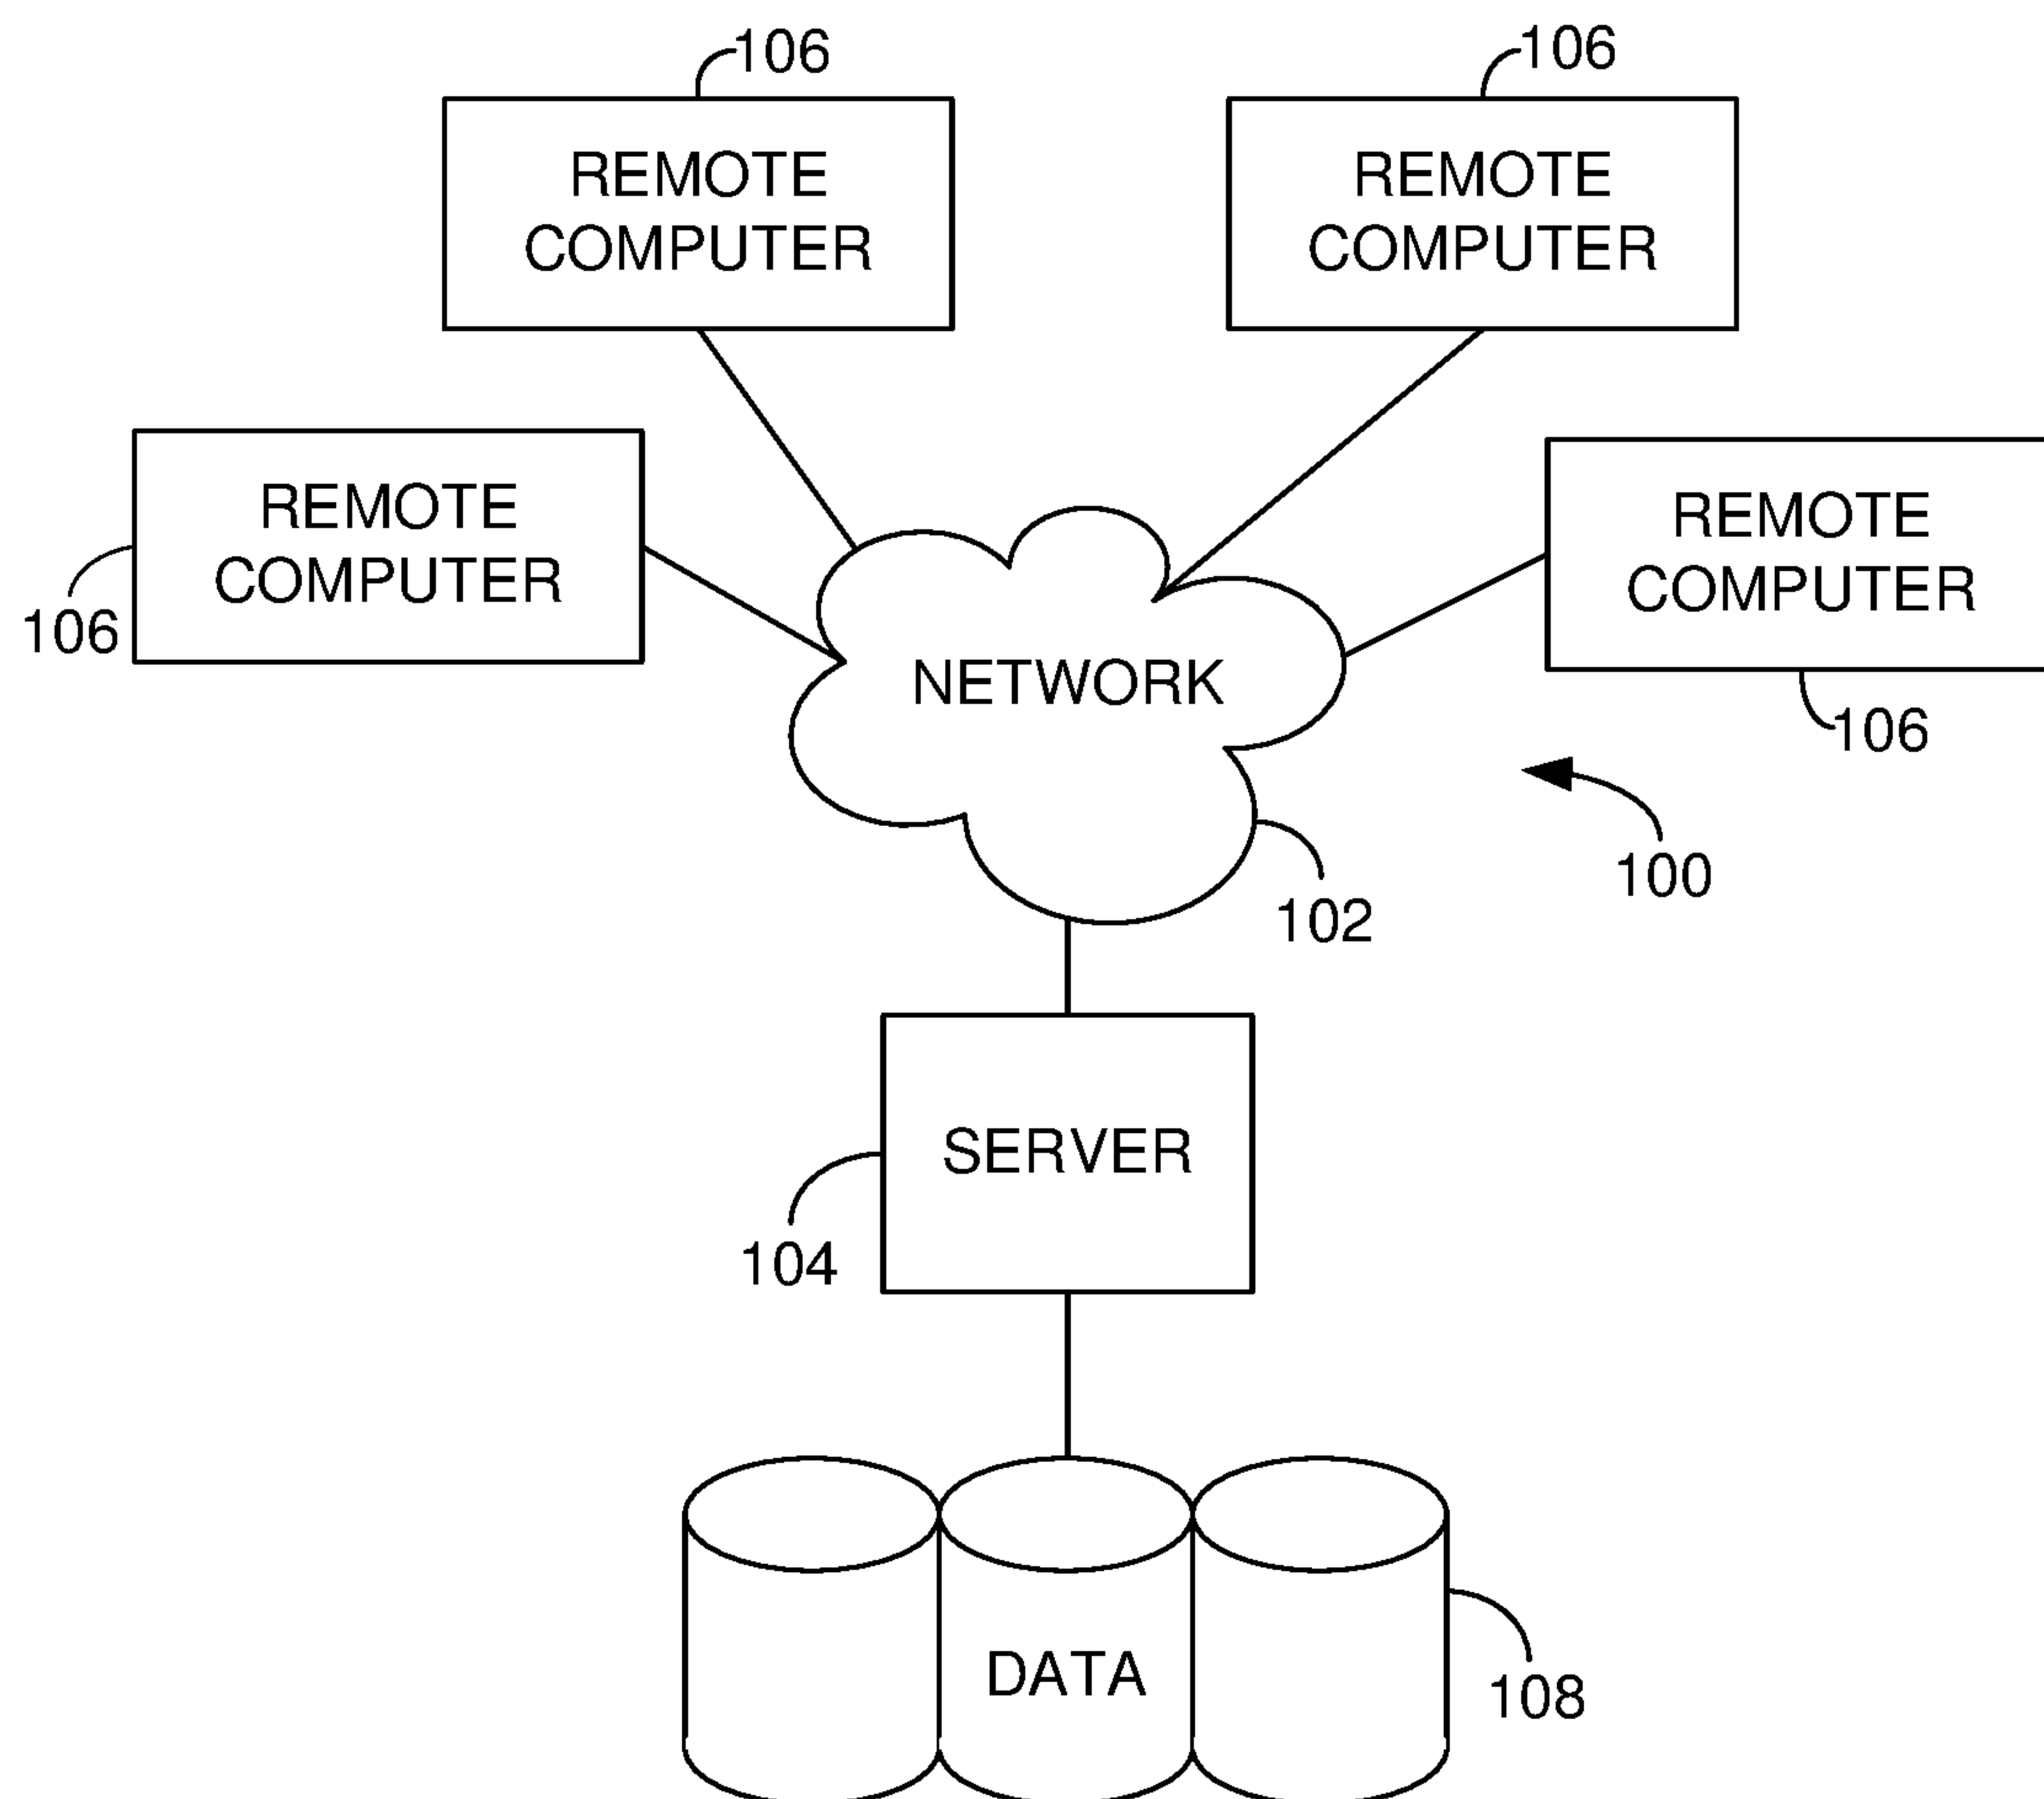 106
106
REMOTE
COMPUTER
REMOTE
COMPUTER
REMOTE
COMPUTER
106
REMOTE
COMPUTER
106
NETWORK
100
102
SERVER
104
DATA
108